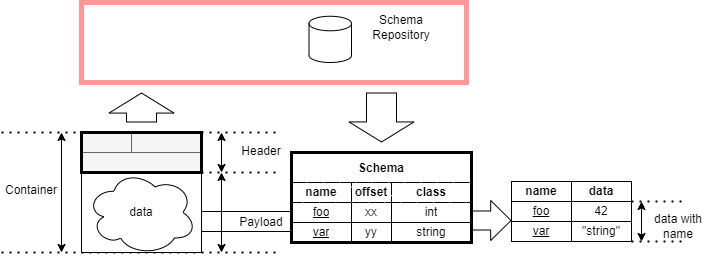 Schema
Repository
Header
Container
data
Payload
Schema
name offset class
foo xx int
var yy string
name data
foo 42
var "string"
data with
name